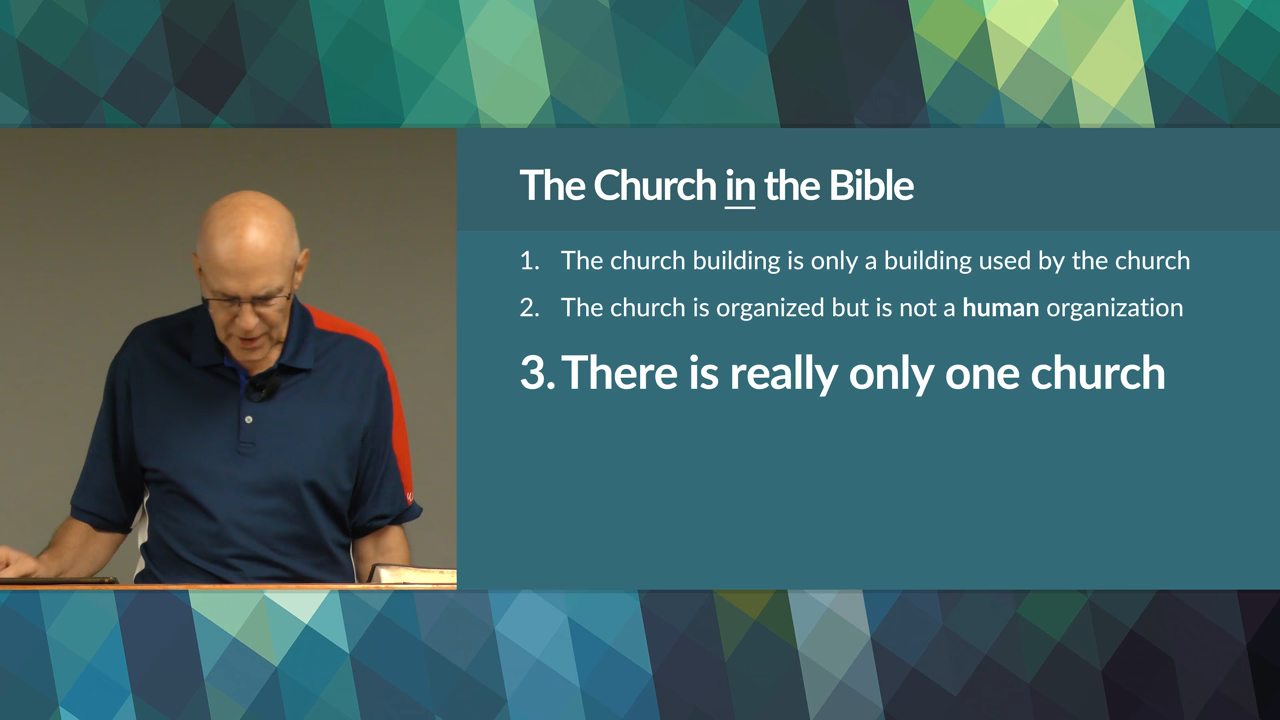 The Church in the Bible
1. The church building is only a building used by the church
2. The church is organized but is not a human organization
3. There is really only one church